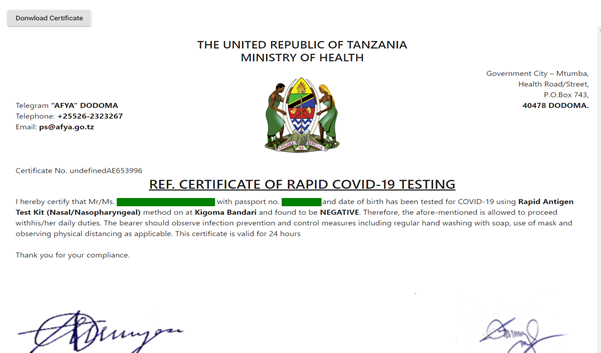 Donwload Certificate
THE UNITED REPUBLIC OF TANZANIA
MINISTRY OF HEALTH
Government City – Mtumba,
Health Road/Street,
P.O.Box 743,
40478 DODOMA.
Telegram "AFYA" DODOMA
Telephone: +25526-2323267
Email: ps@afya.go.tz
Certificate No. undefinedAE653996
REF. CERTIFICATE OF RAPID COVID-19 TESTING
I hereby certify that Mr/Ms. with passport no. and date of birth has been tested for COVID-19 using Rapid Antigen
Test Kit (Nasal/Nasopharyngeal) method on at Kigoma Bandari and found to be NEGATIVE. Therefore, the afore-mentioned is allowed to proceed
withhis/her daily duties. The bearer should observe infection prevention and control measures including regular hand washing with soap, use of mask and
observing physical distancing as applicable. This certificate is valid for 24 hours
Thank you for your compliance.